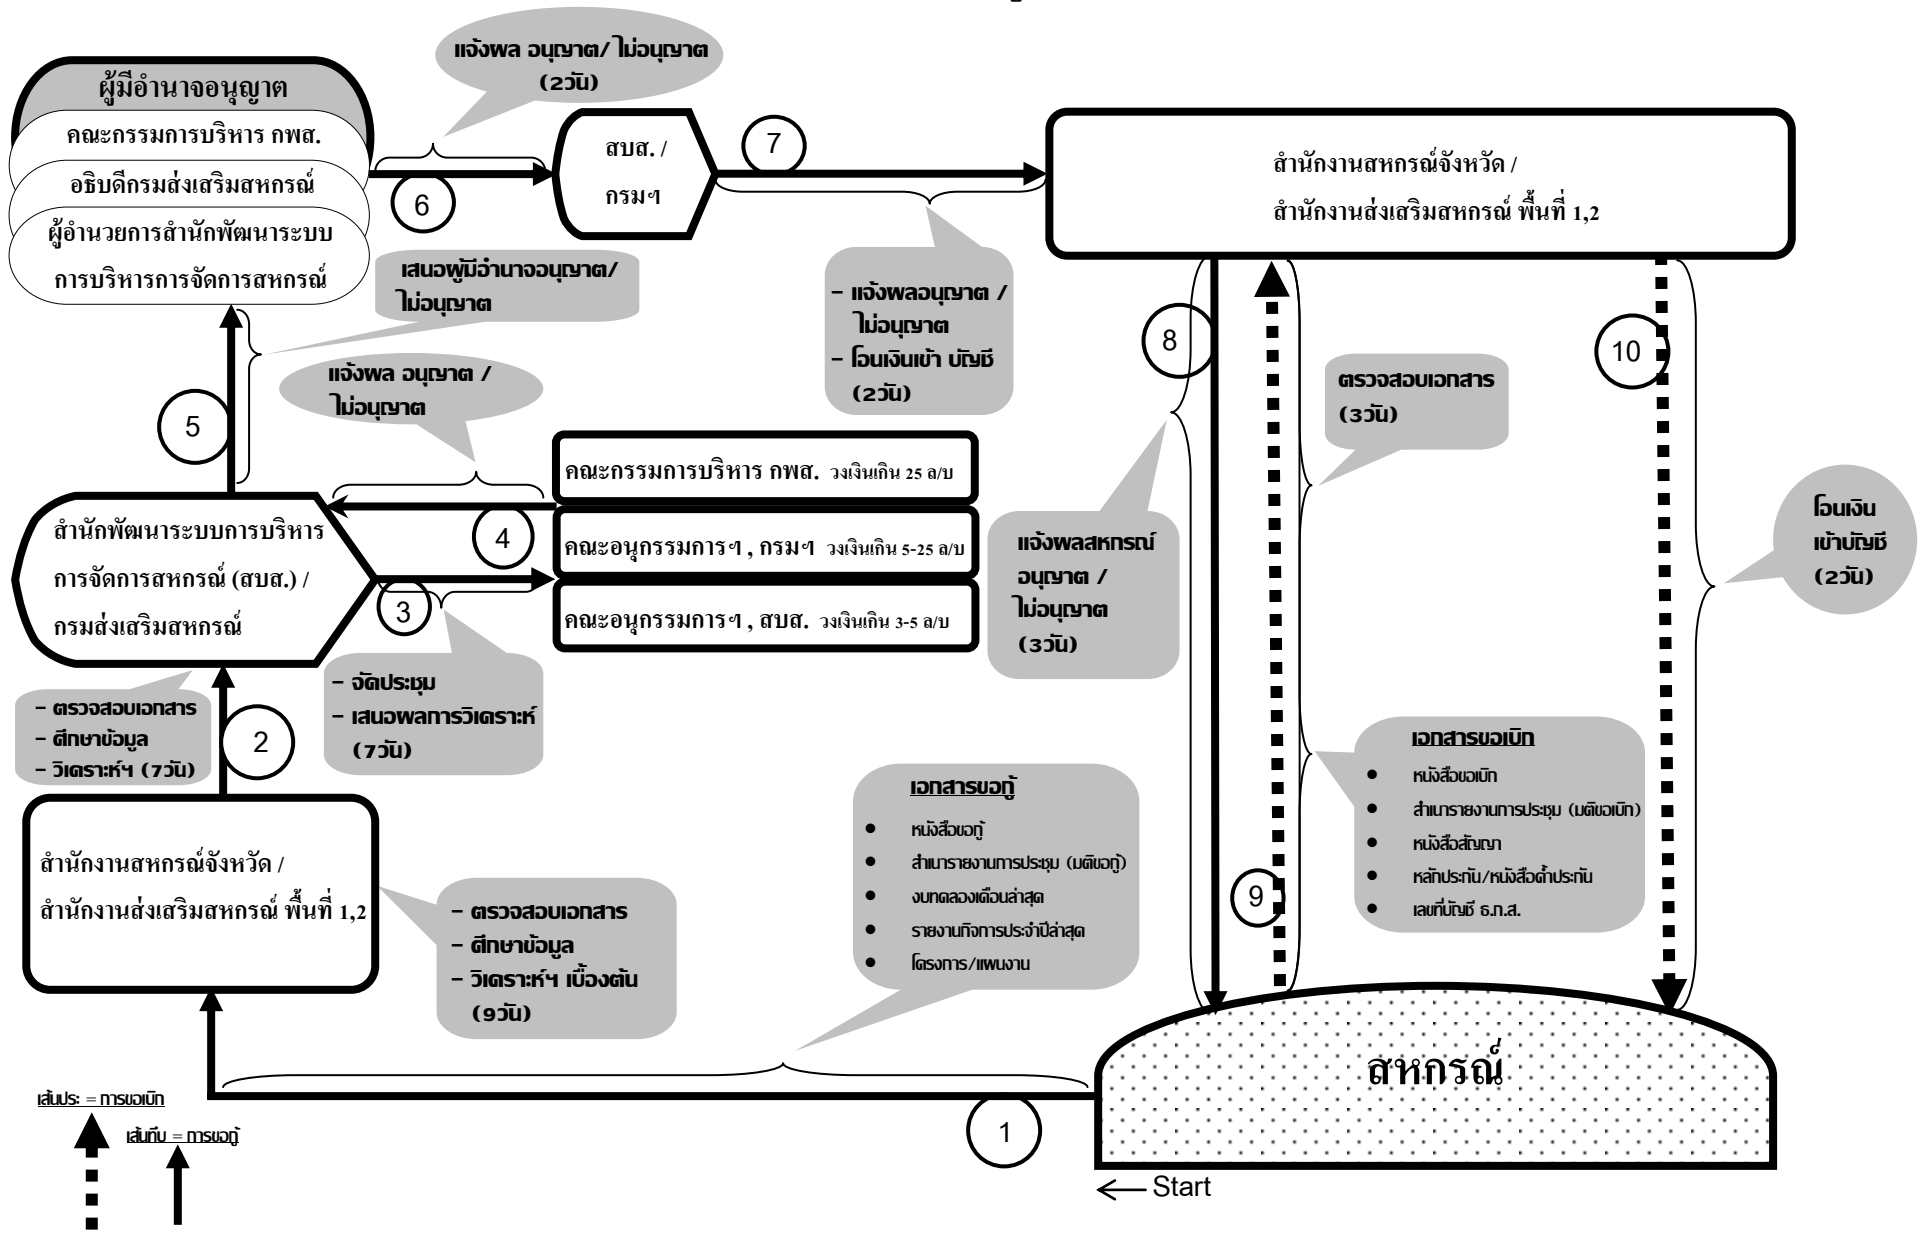 แจ้งผล อนุญาต/ ไม่อนุญาต
(2วัน)
ผู้มีอำนาจอนุญาต
คณะกรรมการบริหาร กพส.
อธิบดีกรมส่งเสริมสหกรณ์
ผู้อำนวยการสำนักพัฒนาระบบ
การบริหารการจัดการสหกรณ์
6
สบส. /
กรมฯ
7
สำนักงานสหกรณ์จังหวัด /
สำนักงานส่งเสริมสหกรณ์ พื้นที่ 1,2
เสนอผู้มีอำนาจอนุญาต/
ไม่อนุญาต
- แจ้งผลอนุญาต /
ไม่อนุญาต
- โอนเงินเข้า บัญชี
(2วัน)
8
10
ตรวจสอบเอกสาร
(3วัน)
แจ้งผล อนุญาต /
ไม่อนุญาต
5
คณะกรรมการบริหาร กพส. วงเงินเกิน 25 ล/บ
4
คณะอนุกรรมการฯ , กรมฯ วงเงินเกิน 5-25 ล/บ
3
คณะอนุกรรมการฯ , สบส. วงเงินเกิน 3-5 ล/บ
สำนักพัฒนาระบบการบริหาร
การจัดการสหกรณ์ (สบส.) /
กรมส่งเสริมสหกรณ์
แจ้งผลสหกรณ์
อนุญาต /
ไม่อนุญาต
(3วัน)
โอนเงิน
เข้าบัญชี
(2วัน)
- ตรวจสอบเอกสาร
- ศึกษาข้อมูล
- วิเคราะห์ฯ (7วัน)
2
- จัดประชุม
- เสนอผลการวิเคราะห์
(7วัน)
เอกสารขอเบิก
• หนังสือขอเบิก
• สำเนารายงานการประชุม (มติขอเบิก)
• หนังสือสัญญา
• หลักประกัน/หนังสือค้ำประกัน
• เลขที่บัญชี ธ.ก.ส.
เอกสารขอกู้
• หนังสือขอกู้
• สำเนารายงานการประชุม (มติขอกู้)
• งบทดลองเดือนล่าสุด
• รายงานกิจการประจำปีล่าสุด
• โครงการ/แผนงาน
สำนักงานสหกรณ์จังหวัด /
สำนักงานส่งเสริมสหกรณ์ พื้นที่ 1,2
- ตรวจสอบเอกสาร
- ศึกษาข้อมูล
- วิเคราะห์ฯ เบื้องต้น
(9วัน)
9
สหกรณ์
1
Start
เส้นประ = การขอเบิก
เส้นทึบ = การขอกู้